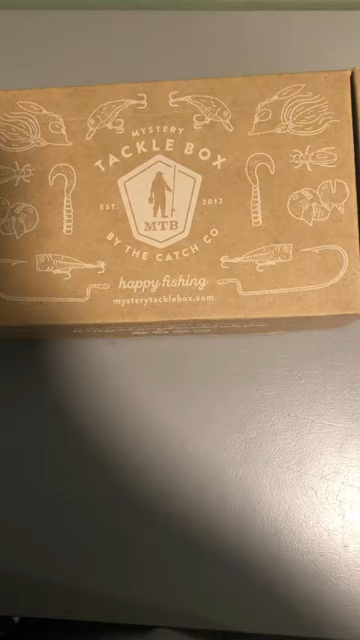 MYSTERY
TACKLE BOX
EST. 2012
MTB
BY THE CATCH CO
happy fishing
mysterytacklebox.com